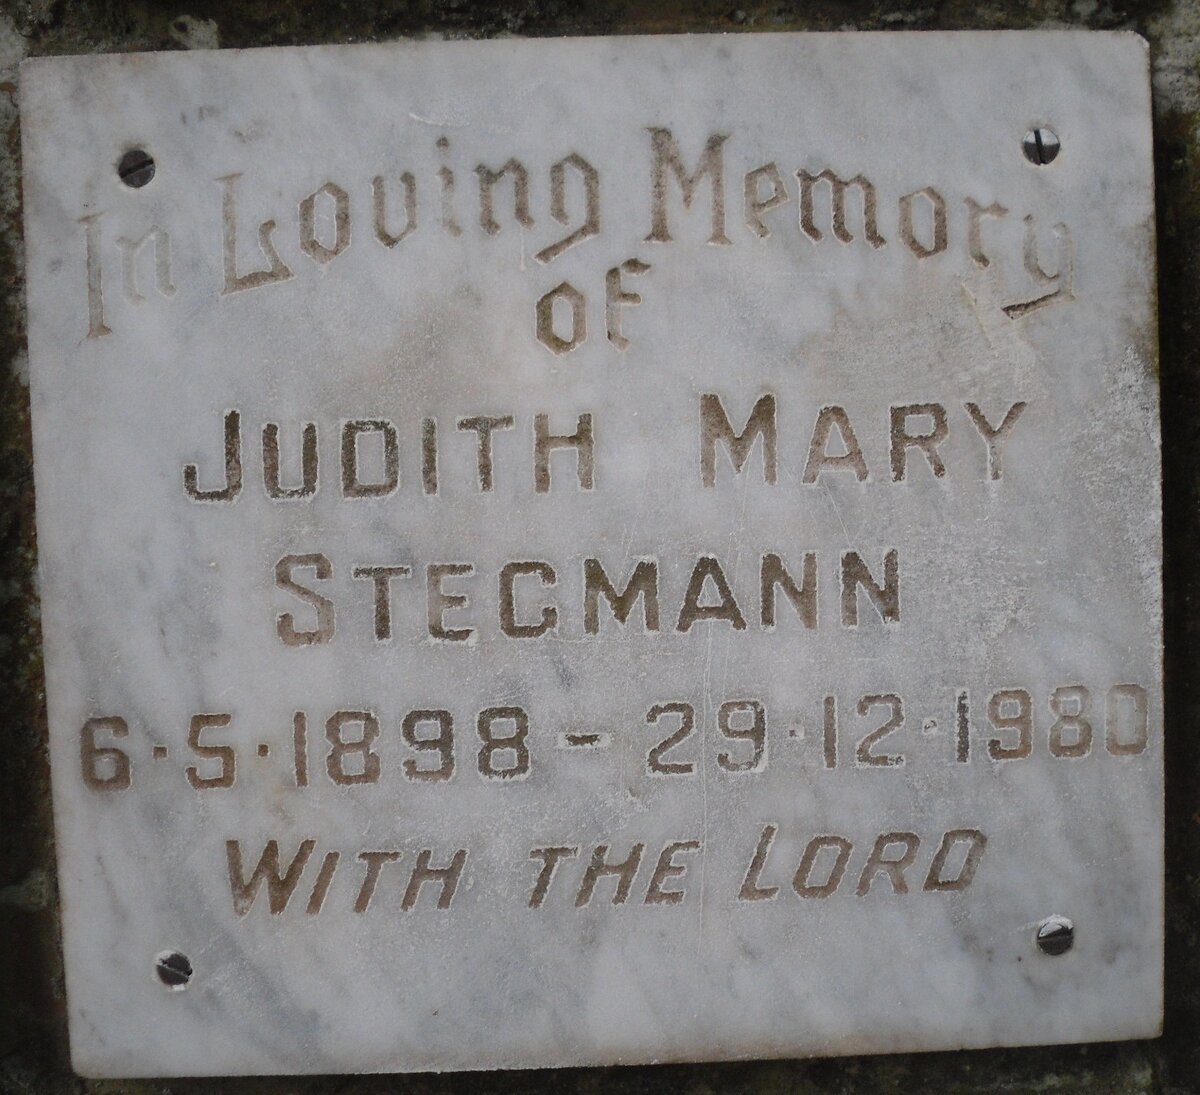 In Loving Memory
of
JUDITH MARY
STEGMANN
6·5·1898 – 29·12·1980
WITH THE LORD